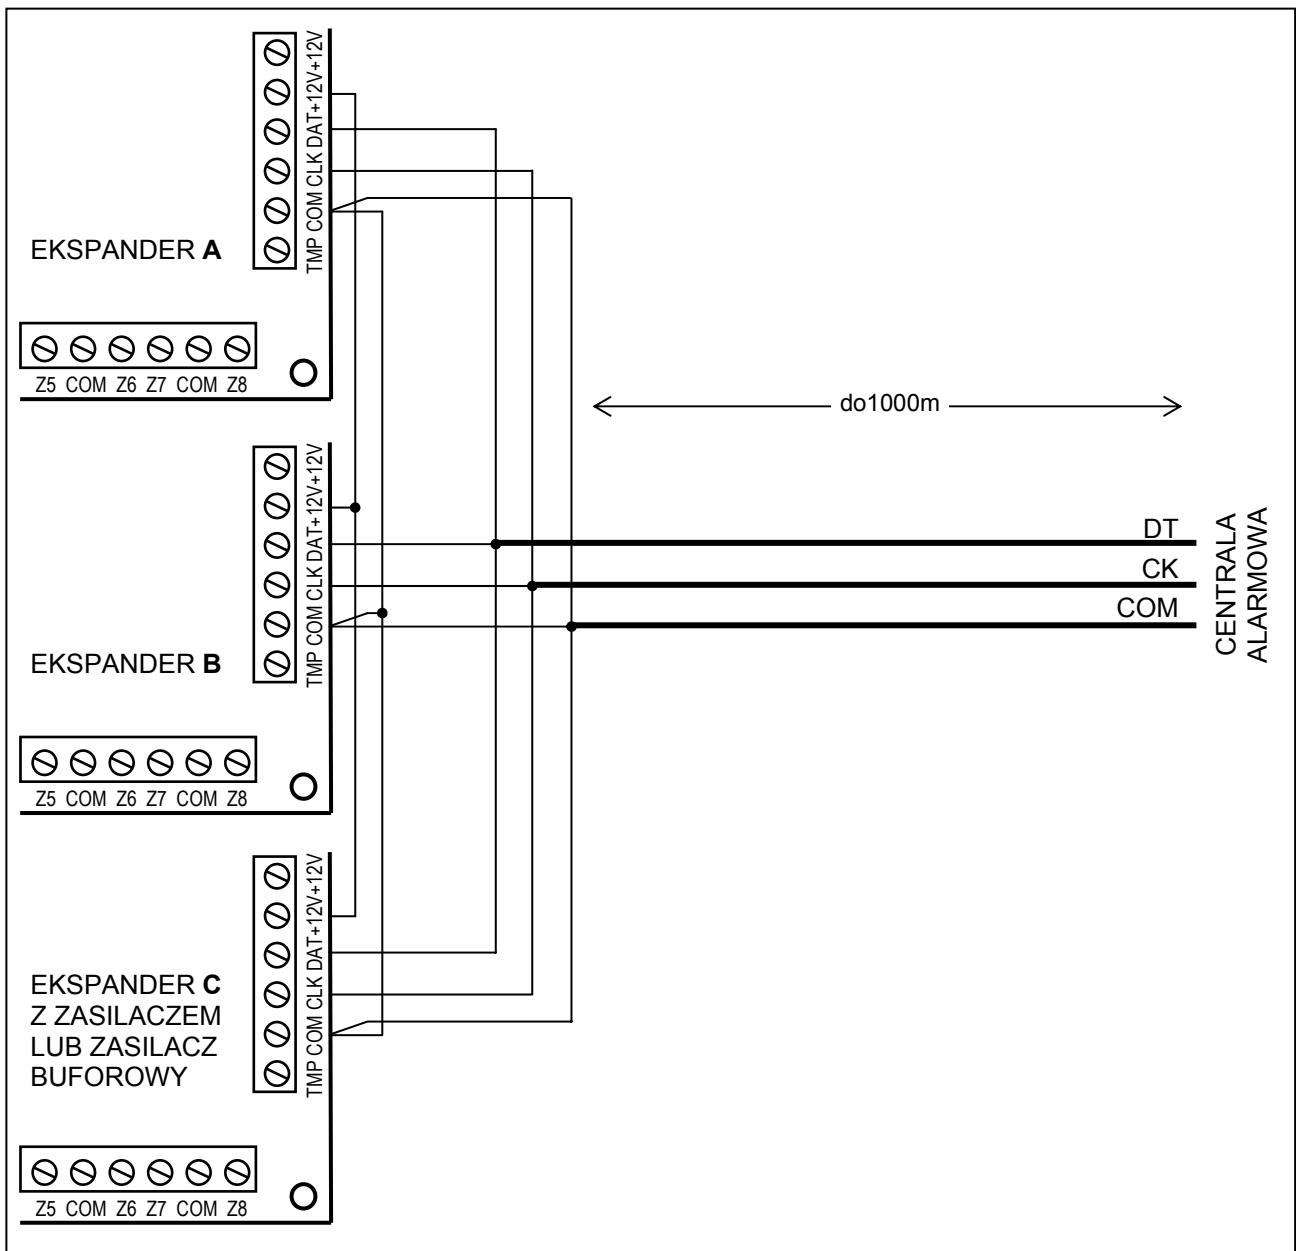 TMP COM CLK DAT+12V+12V
EKSPANDER A
Z5 COM Z6 Z7 COM Z8
do1000m
TMP COM CLK DAT+12V+12V
DT
CK
COM
CENTRALA
ALARMOWA
EKSPANDER B
Z5 COM Z6 Z7 COM Z8
TMP COM CLK DAT+12V+12V
EKSPANDER C
Z ZASILACZEM
LUB ZASILACZ
BUFOROWY
Z5 COM Z6 Z7 COM Z8